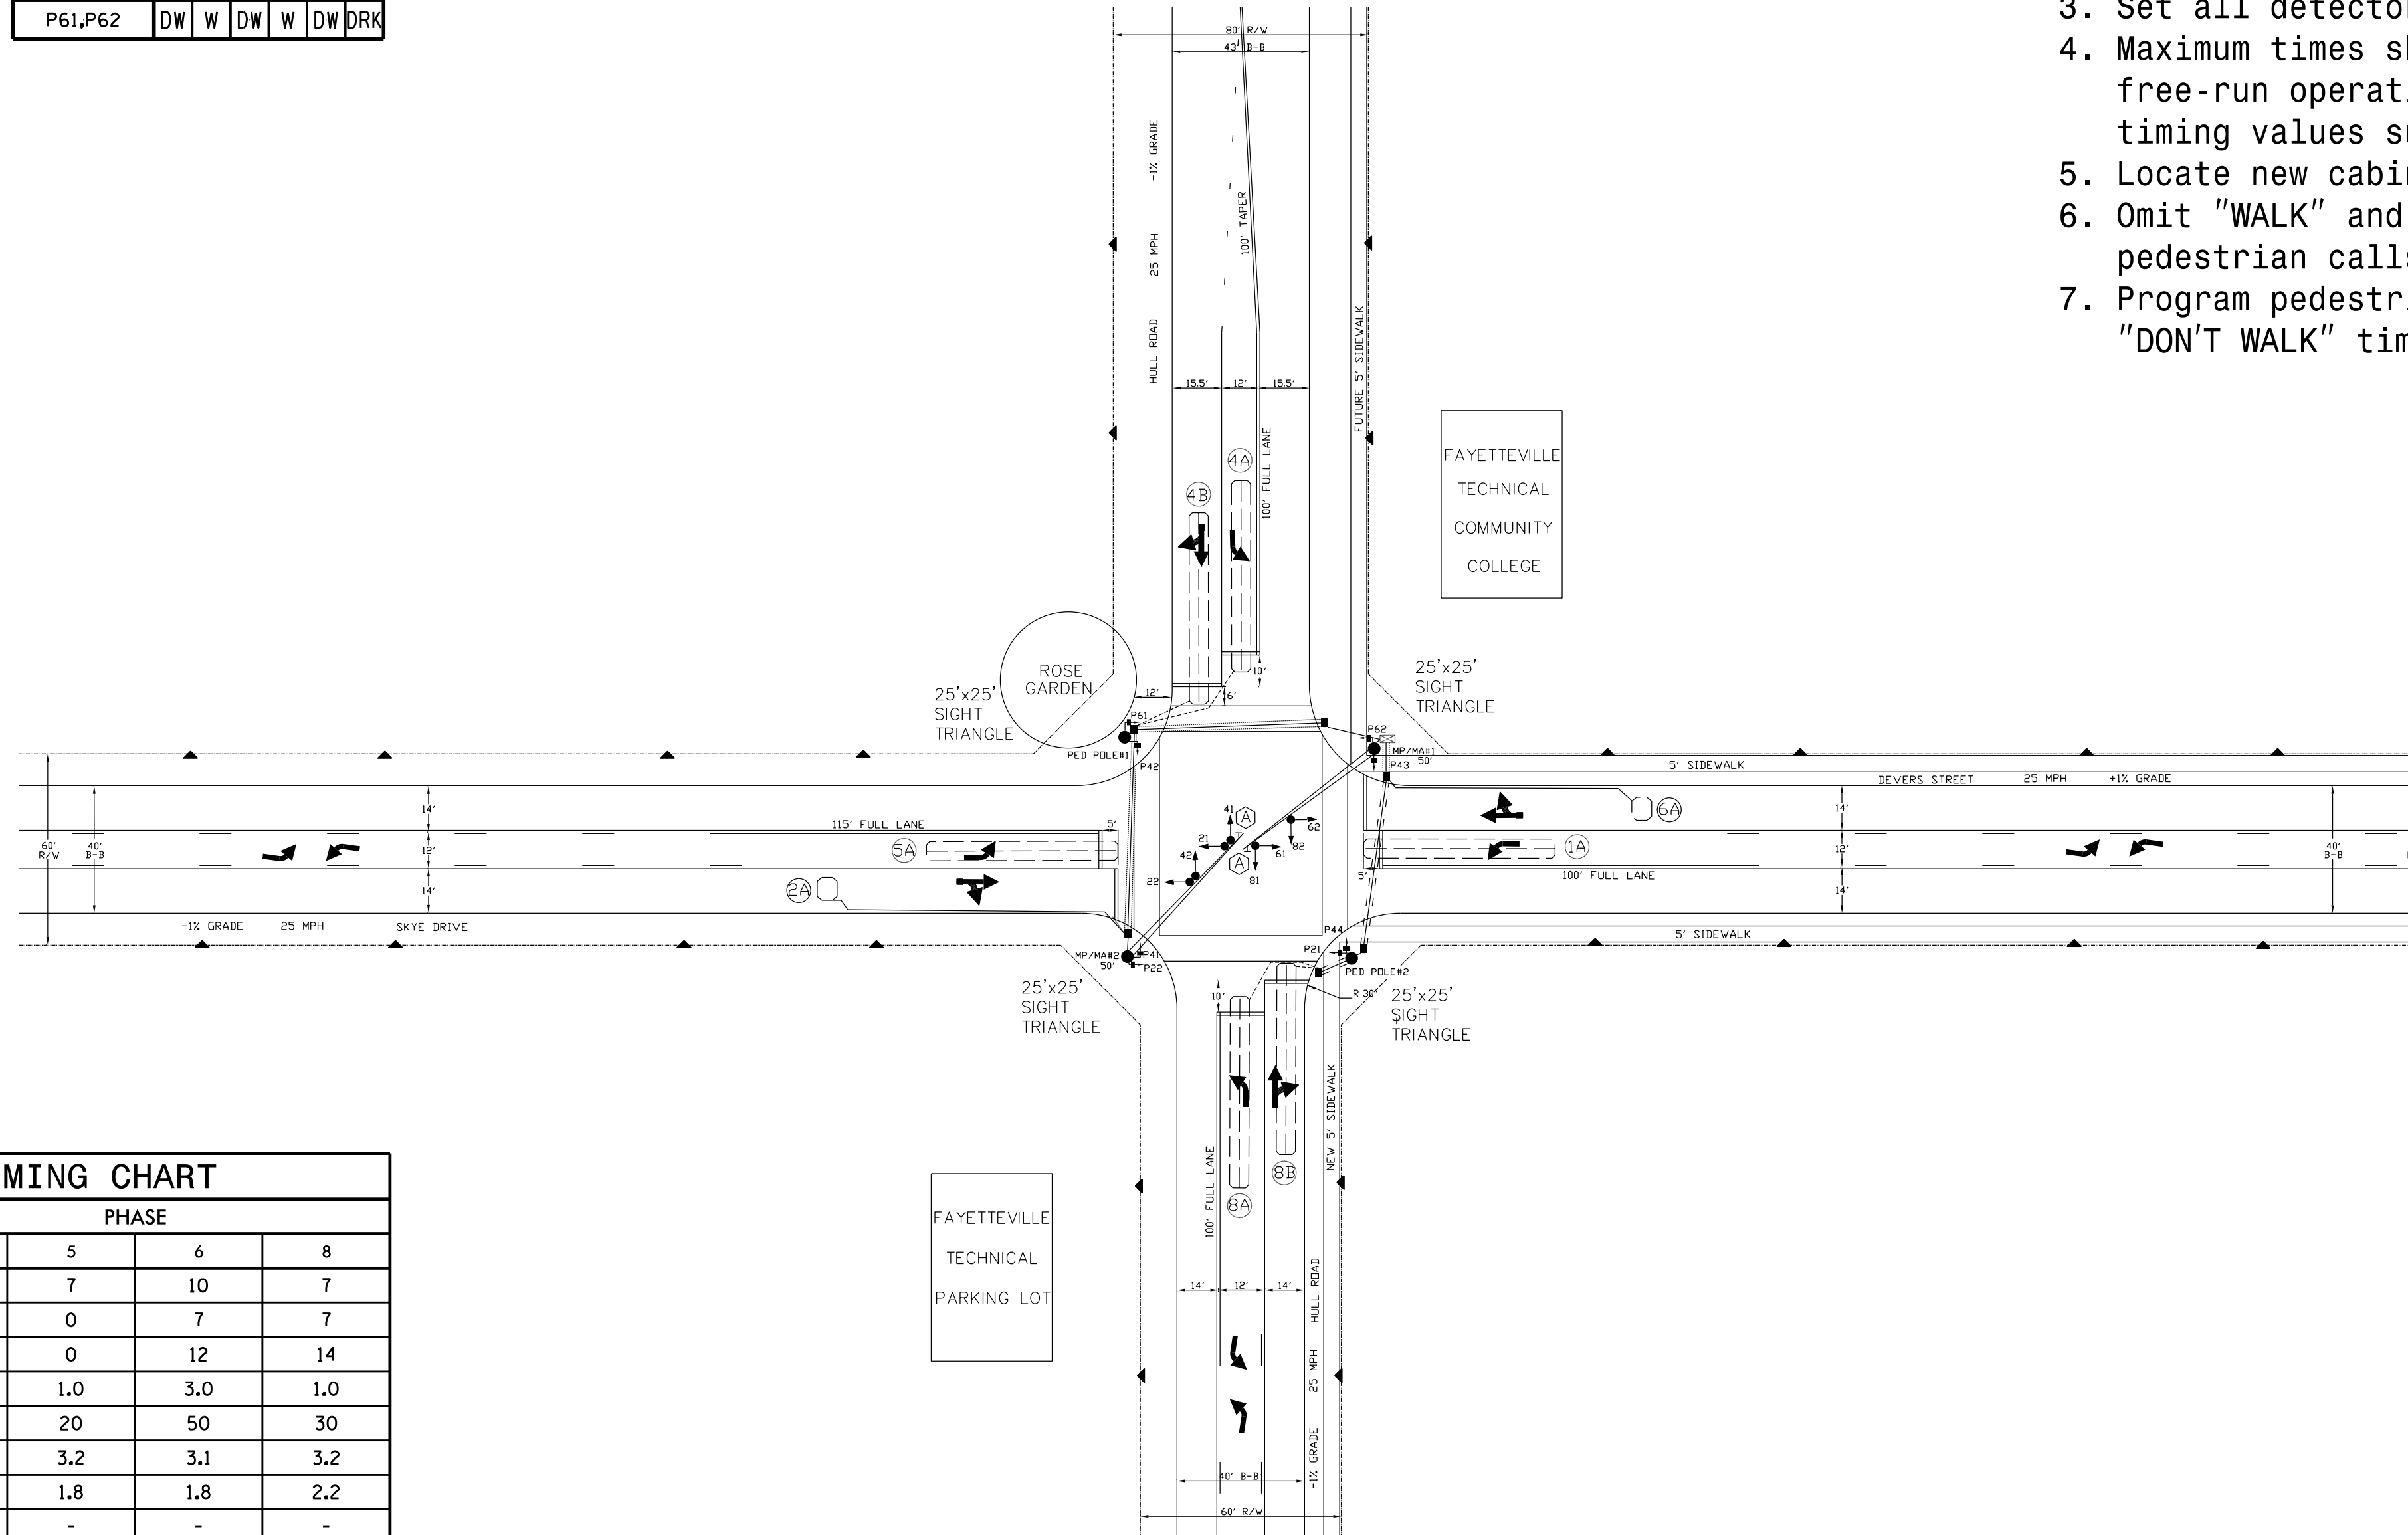 P61,P62 DW W DW W DW DRK
3. Set all
4. Maximum times
free-run
timing values
5. Locate new
6. Omit "WALK" and
pedestrian
7. Program
"DON'T WALK"
80' R/W
43' B-B
-1% GRADE
25 MPH
HULL ROAD
100' TAPER
15.5' 12' 15.5'
FUTURE 5' SIDEWALK
100' FULL LANE
4A
4B
FAYETTEVILLE
TECHNICAL
COMMUNITY
COLLEGE
ROSE
GARDEN
25'x25'
SIGHT
TRIANGLE
25'x25'
SIGHT
TRIANGLE
12'
10'
6'
P61
PED POLE#1
P42
P62
MP/MA#1
50'
P43
5' SIDEWALK
DEVERS STREET 25 MPH +1% GRADE
60'
R/W
40'
B-B
14'
12'
14'
115' FULL LANE
5'
5A
2A
-1% GRADE 25 MPH SKYE DRIVE
41
A
21
42
22
A
62
82
61
81
6A
1A
5'
100' FULL LANE
14'
12'
14'
40'
B-B
5' SIDEWALK
MP/MA#2
50'
P41
P22
P44
P21
PED POLE#2
R 30'
25'x25'
SIGHT
TRIANGLE
25'x25'
SIGHT
TRIANGLE
10'
NEW 5' SIDEWALK
100' FULL LANE
8B
8A
FAYETTEVILLE
TECHNICAL
PARKING LOT
14' 12' 14'
HULL ROAD
25 MPH
-1% GRADE
40' B-B
60' R/W
CHART
PHASE
5 6 8
7 10 7
0 7 7
0 12 14
1.0 3.0 1.0
20 50 30
3.2 3.1 3.2
1.8 1.8 2.2
- - -